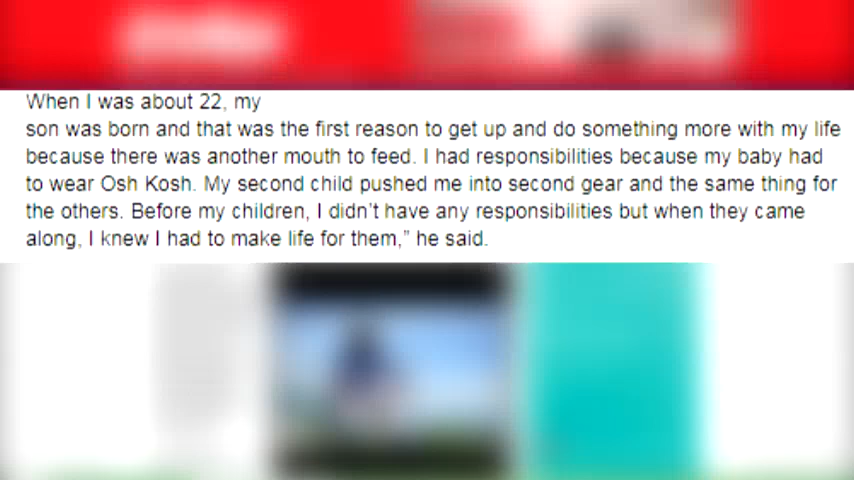 When I was about 22, my
son was born and that was the first reason to get up and do something more with my life
because there was another mouth to feed. I had responsibilities because my baby had
to wear Osh Kosh. My second child pushed me into second gear and the same thing for
the others. Before my children, I didn’t have any responsibilities but when they came
along, I knew I had to make life for them,” he said.